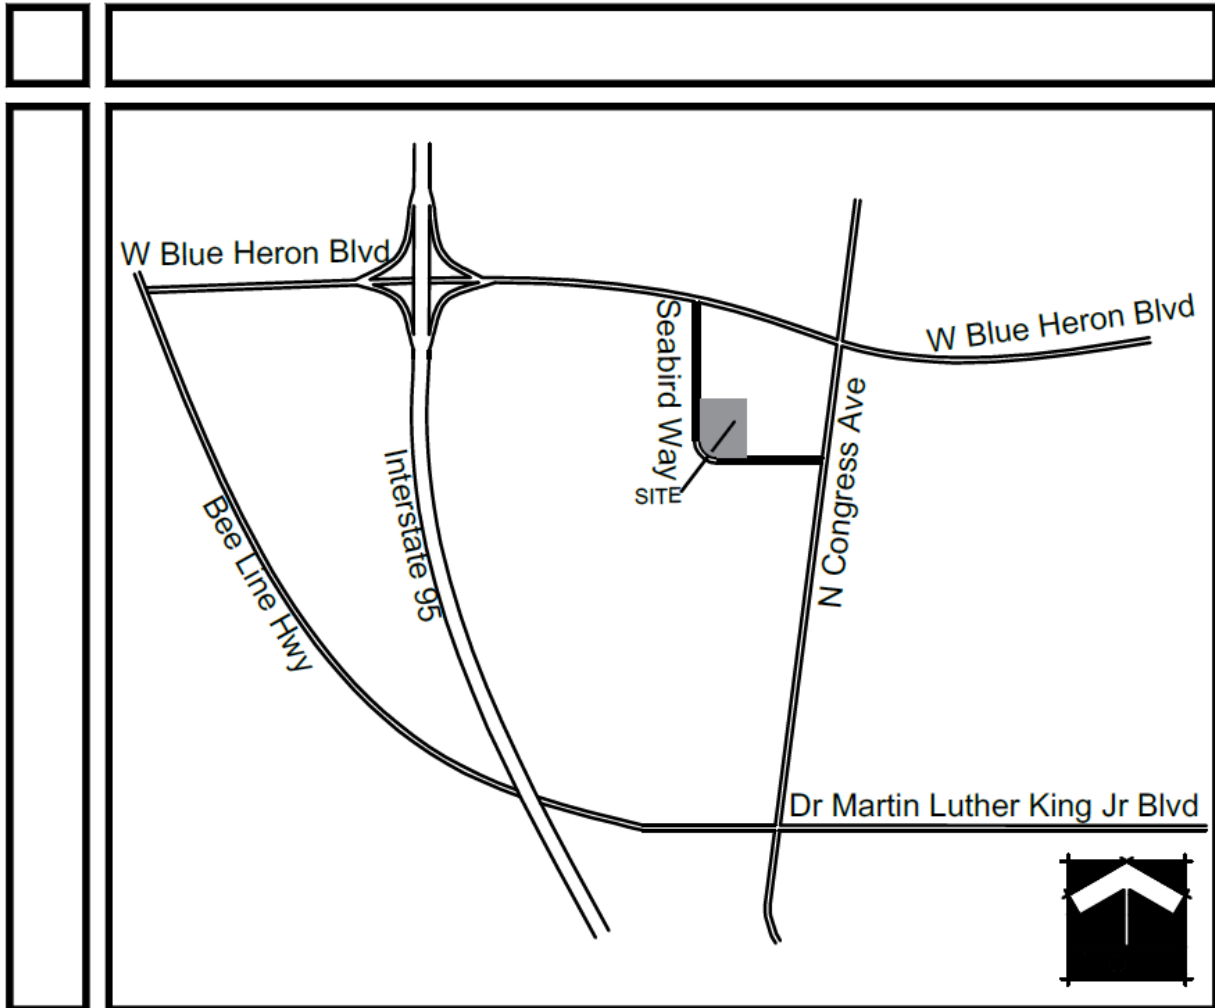 W Blue Heron Blvd
W Blue Heron Blvd
Seabird Way
N Congress Ave
SITE
Interstate 95
Bee Line Hwy
Dr Martin Luther King Jr Blvd